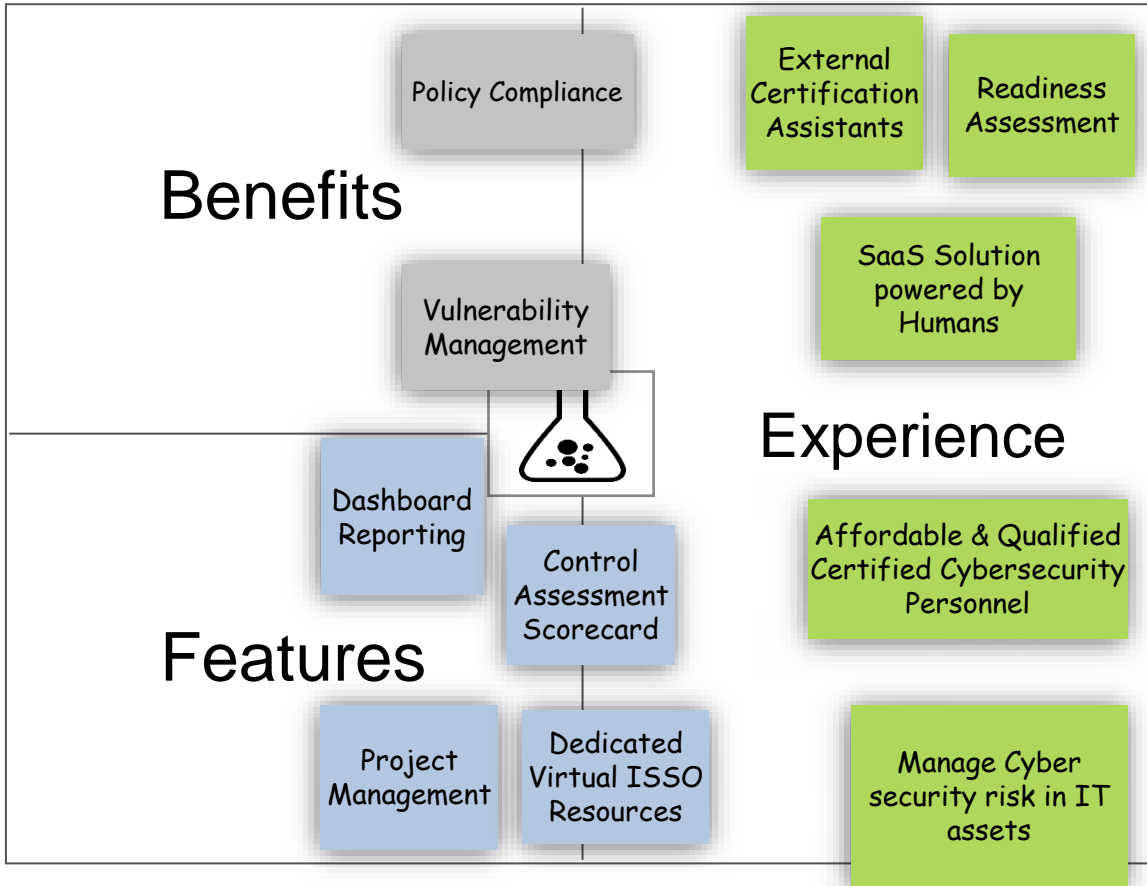 Policy Compliance
Benefits
Vulnerability
Management
Dashboard
Reporting
Control
Assessment
Scorecard
Features
Project
Management
Dedicated
Virtual ISSO
Resources
External
Certification
Assistants
Readiness
Assessment
SaaS Solution
powered by
Humans
Experience
Affordable & Qualified
Certified Cybersecurity
Personnel
Manage Cyber
security risk in IT
assets